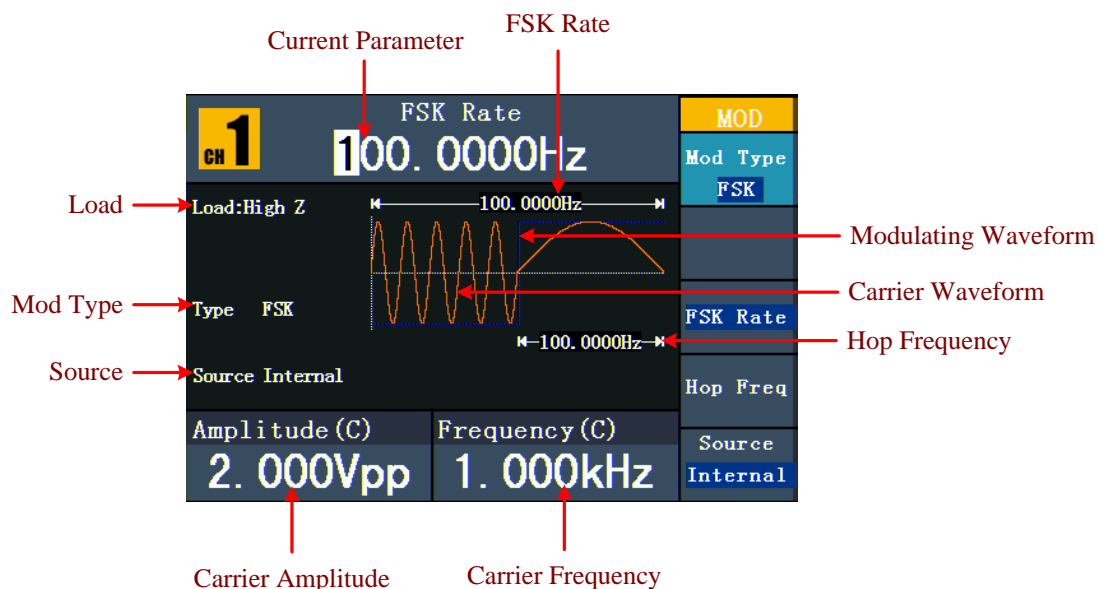 FSK Rate
Current Parameter
CH 1
FSK Rate
100.0000Hz
MOD
Mod Type
FSK
Load
Load:High Z
100.0000Hz
Modulating Waveform
Carrier Waveform
Mod Type
Type FSK
FSK Rate
100.0000Hz
Hop Frequency
Source
Source Internal
Hop Freq
Amplitude(C)
Frequency(C)
Source
2.000Vpp
1.000kHz
Internal
Carrier Amplitude
Carrier Frequency